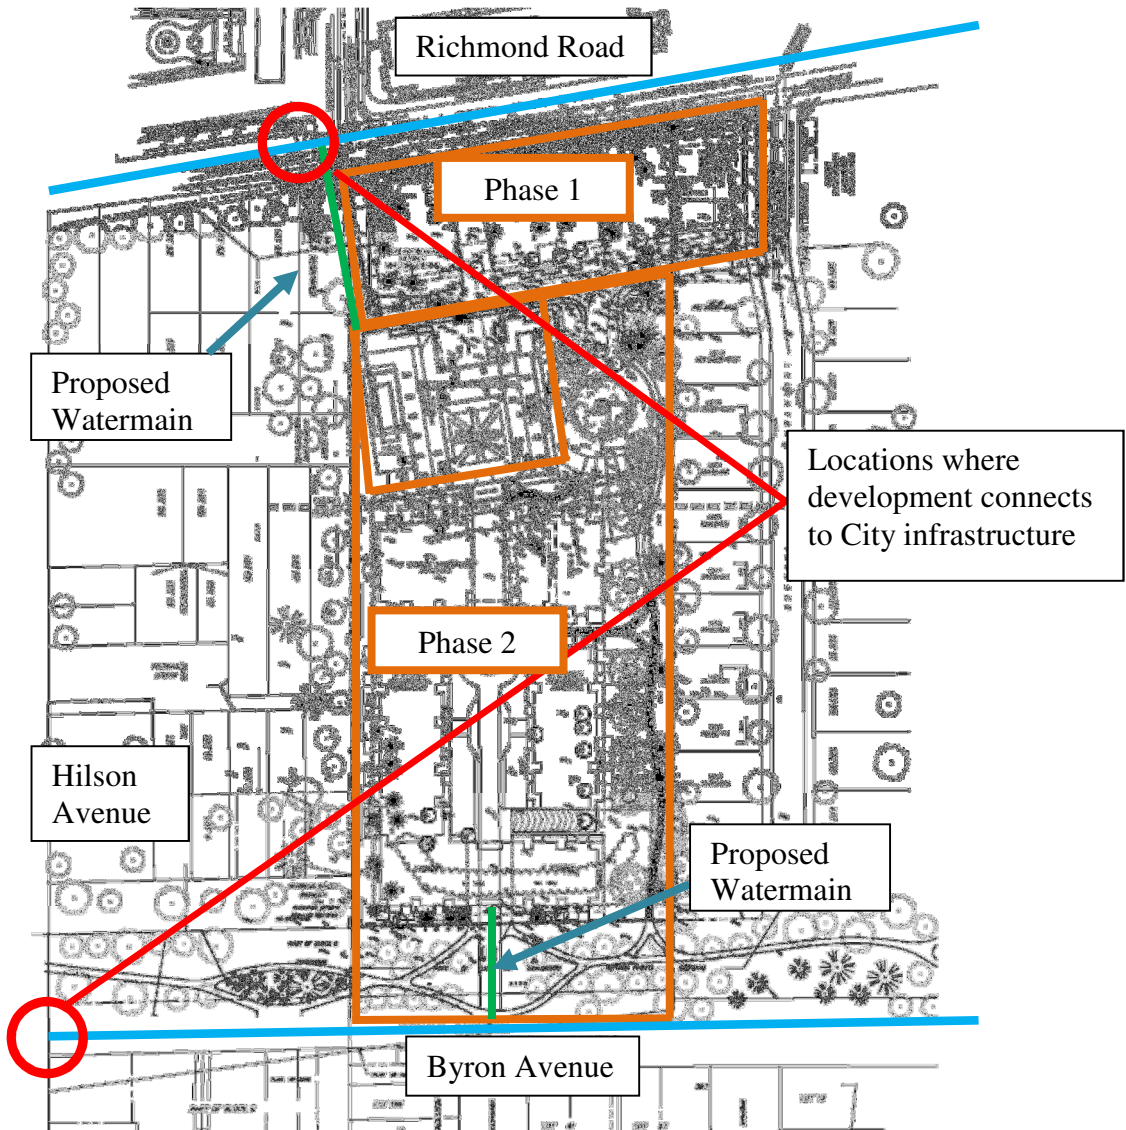 Richmond Road
Phase 1
Proposed
Watermain
Locations where
development connects
to City infrastructure
Phase 2
Hilson
Avenue
Proposed
Watermain
Byron Avenue